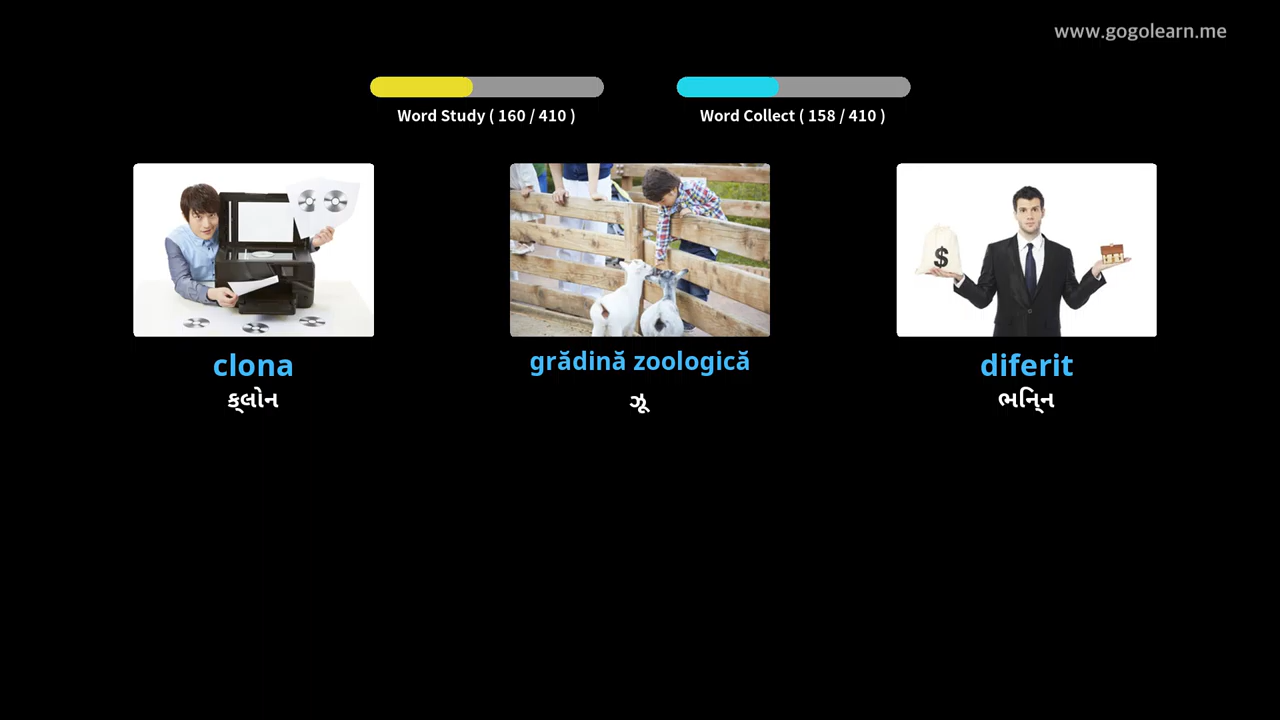 www.gogolearn.me
Word Study ( 160 / 410 )
Word Collect ( 158 / 410 )
clona
grădină zoologică
diferit
ક્લોન
ઝૂ
ભિન્ન